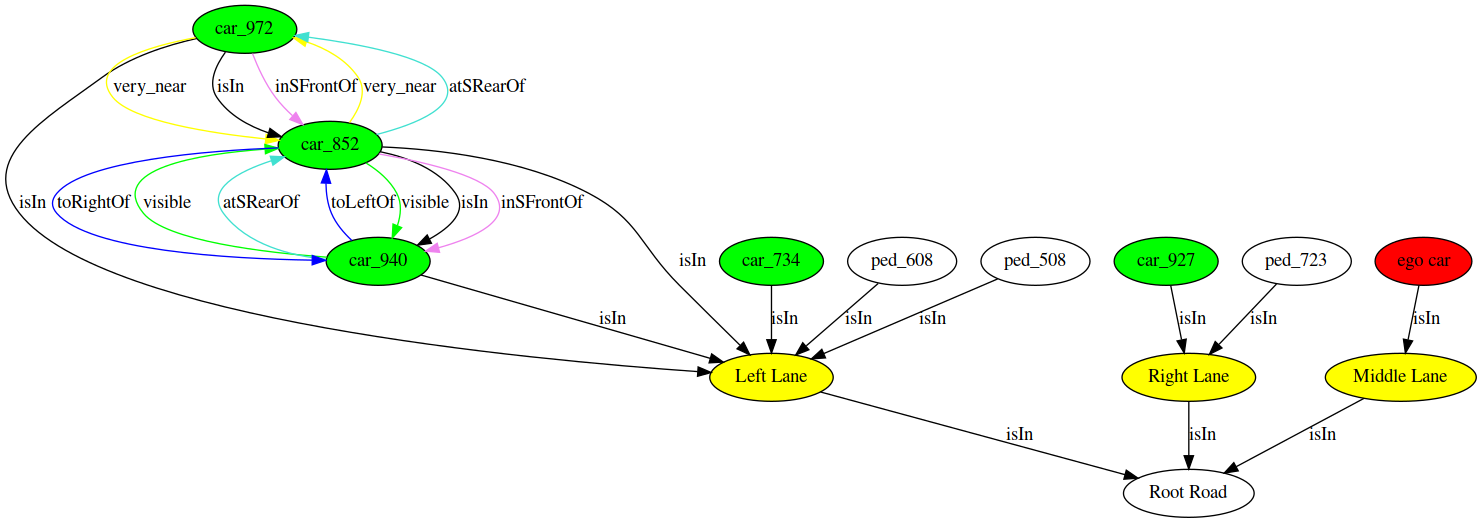 car_972
very_near isIn inSFrontOf very_near atSRearOf
car_852
isIn toRightOf visible atSRearOf toLeftOf visible isIn inSFrontOf
car_940 isIn car_734 ped_608 ped_508 car_927 ped_723 ego car
isIn isIn isIn isIn isIn isIn isIn
Left Lane Right Lane Middle Lane
isIn isIn isIn
Root Road